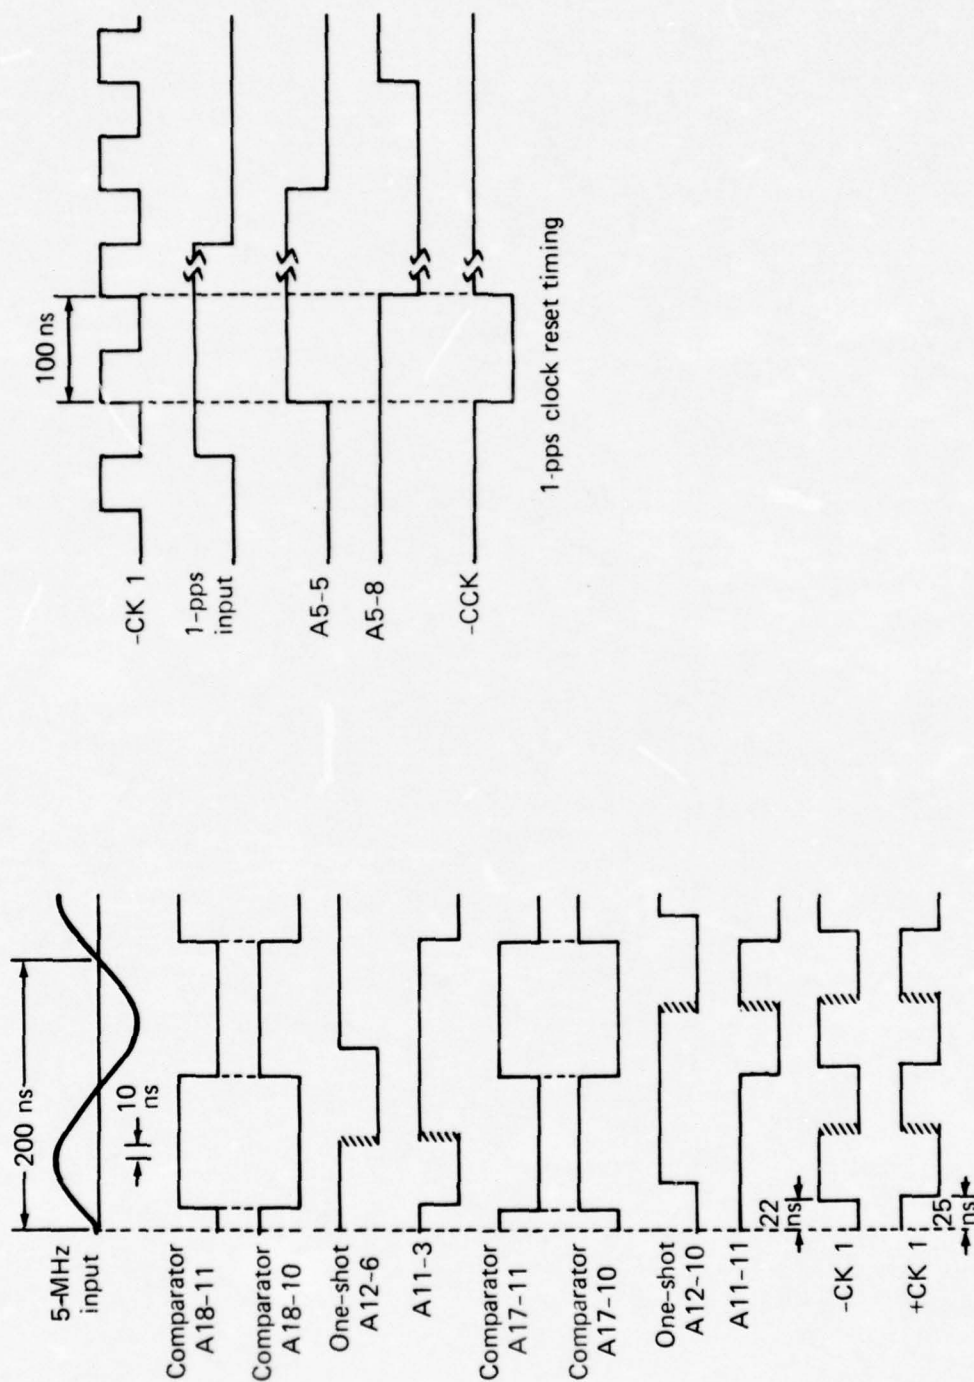 200 ns
5-MHz
input
10
ns
Comparator
A18-11
Comparator
A18-10
One-shot
A12-6
A11-3
Comparator
A17-11
Comparator
A17-10
One-shot
A12-10
A11-11
22
ns
-CK 1
+CK 1
25
ns
100 ns
-CK 1
1-pps
input
A5-5
A5-8
-CCK
1-pps clock reset timing